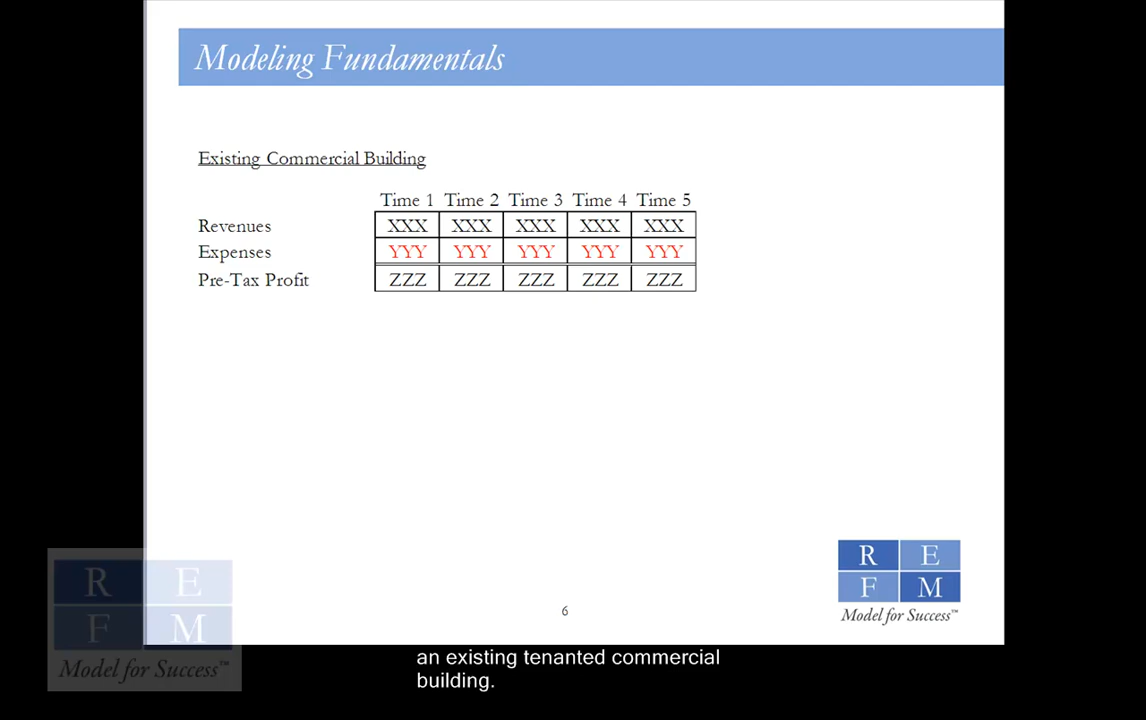 Modeling Fundamentals
Existing Commercial Building
Time 1 Time 2 Time 3 Time 4 Time 5
Revenues XXX XXX XXX XXX XXX
Expenses YYY YYY YYY YYY YYY
Pre-Tax Profit ZZZ ZZZ ZZZ ZZZ ZZZ
R E
F M
Model for Success™
R E
F M
Model for Success™
6
an existing tenanted commercial
building.